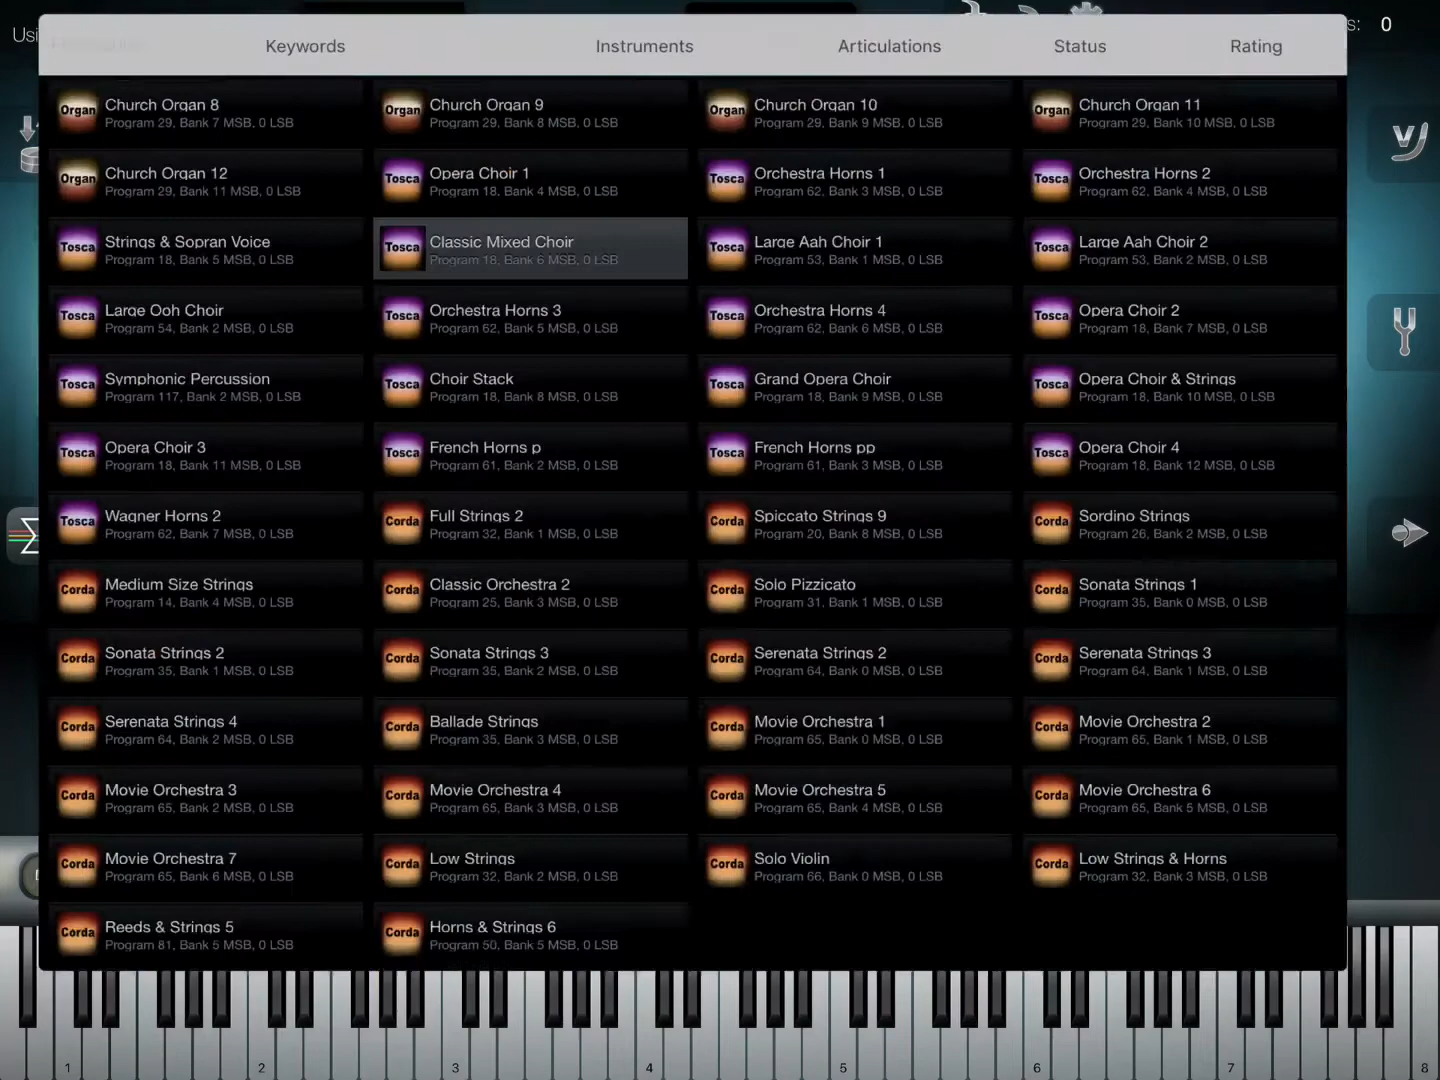 Usi
s: 0
Keywords Instruments Articulations Status Rating
Organ Church Organ 8
Program 29, Bank 7 MSB, 0 LSB
Organ Church Organ 9
Program 29, Bank 8 MSB, 0 LSB
Organ Church Organ 10
Program 29, Bank 9 MSB, 0 LSB
Organ Church Organ 11
Program 29, Bank 10 MSB, 0 LSB
Organ Church Organ 12
Program 29, Bank 11 MSB, 0 LSB
Tosca Opera Choir 1
Program 18, Bank 4 MSB, 0 LSB
Tosca Orchestra Horns 1
Program 62, Bank 3 MSB, 0 LSB
Tosca Orchestra Horns 2
Program 62, Bank 4 MSB, 0 LSB
Tosca Strings & Sopran Voice
Program 18, Bank 5 MSB, 0 LSB
Tosca Classic Mixed Choir
Program 18, Bank 6 MSB, 0 LSB
Tosca Large Aah Choir 1
Program 53, Bank 1 MSB, 0 LSB
Tosca Large Aah Choir 2
Program 53, Bank 2 MSB, 0 LSB
Tosca Large Ooh Choir
Program 54, Bank 2 MSB, 0 LSB
Tosca Orchestra Horns 3
Program 62, Bank 5 MSB, 0 LSB
Tosca Orchestra Horns 4
Program 62, Bank 6 MSB, 0 LSB
Tosca Opera Choir 2
Program 18, Bank 7 MSB, 0 LSB
Tosca Symphonic Percussion
Program 117, Bank 2 MSB, 0 LSB
Tosca Choir Stack
Program 18, Bank 8 MSB, 0 LSB
Tosca Grand Opera Choir
Program 18, Bank 9 MSB, 0 LSB
Tosca Opera Choir & Strings
Program 18, Bank 10 MSB, 0 LSB
Tosca Opera Choir 3
Program 18, Bank 11 MSB, 0 LSB
Tosca French Horns p
Program 61, Bank 2 MSB, 0 LSB
Tosca French Horns pp
Program 61, Bank 3 MSB, 0 LSB
Tosca Opera Choir 4
Program 18, Bank 12 MSB, 0 LSB
Tosca Wagner Horns 2
Program 62, Bank 7 MSB, 0 LSB
Corda Full Strings 2
Program 32, Bank 1 MSB, 0 LSB
Corda Spiccato Strings 9
Program 20, Bank 8 MSB, 0 LSB
Corda Sordino Strings
Program 26, Bank 2 MSB, 0 LSB
Corda Medium Size Strings
Program 14, Bank 4 MSB, 0 LSB
Corda Classic Orchestra 2
Program 25, Bank 3 MSB, 0 LSB
Corda Solo Pizzicato
Program 31, Bank 1 MSB, 0 LSB
Corda Sonata Strings 1
Program 35, Bank 0 MSB, 0 LSB
Corda Sonata Strings 2
Program 35, Bank 1 MSB, 0 LSB
Corda Sonata Strings 3
Program 35, Bank 2 MSB, 0 LSB
Corda Serenata Strings 2
Program 64, Bank 0 MSB, 0 LSB
Corda Serenata Strings 3
Program 64, Bank 1 MSB, 0 LSB
Corda Serenata Strings 4
Program 64, Bank 2 MSB, 0 LSB
Corda Ballade Strings
Program 35, Bank 3 MSB, 0 LSB
Corda Movie Orchestra 1
Program 65, Bank 0 MSB, 0 LSB
Corda Movie Orchestra 2
Program 65, Bank 1 MSB, 0 LSB
Corda Movie Orchestra 3
Program 65, Bank 2 MSB, 0 LSB
Corda Movie Orchestra 4
Program 65, Bank 3 MSB, 0 LSB
Corda Movie Orchestra 5
Program 65, Bank 4 MSB, 0 LSB
Corda Movie Orchestra 6
Program 65, Bank 5 MSB, 0 LSB
Corda Movie Orchestra 7
Program 65, Bank 6 MSB, 0 LSB
Corda Low Strings
Program 32, Bank 2 MSB, 0 LSB
Corda Solo Violin
Program 66, Bank 0 MSB, 0 LSB
Corda Low Strings & Horns
Program 32, Bank 3 MSB, 0 LSB
Corda Reeds & Strings 5
Program 81, Bank 5 MSB, 0 LSB
Corda Horns & Strings 6
Program 50, Bank 5 MSB, 0 LSB
1 2 3 4 5 6 7 8